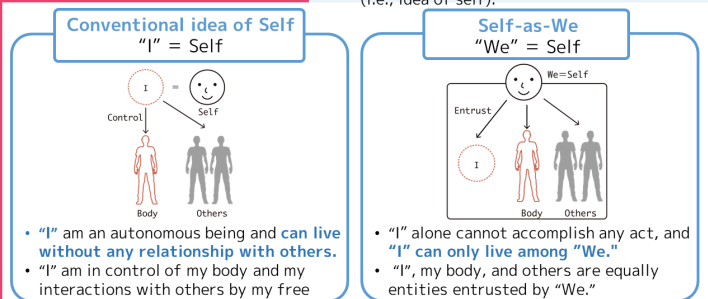 (i.e., idea of self).
Conventional idea of Self
“I” = Self
I
=
Self
Control
Body
Others
• “I” am an autonomous being and can live
without any relationship with others.
• “I” am in control of my body and my
interactions with others by my free
Self-as-We
“We” = Self
We=Self
Entrust
I
Body
Others
• “I” alone cannot accomplish any act, and
“I” can only live among ”We."
• “I”, my body, and others are equally
entities entrusted by “We.”